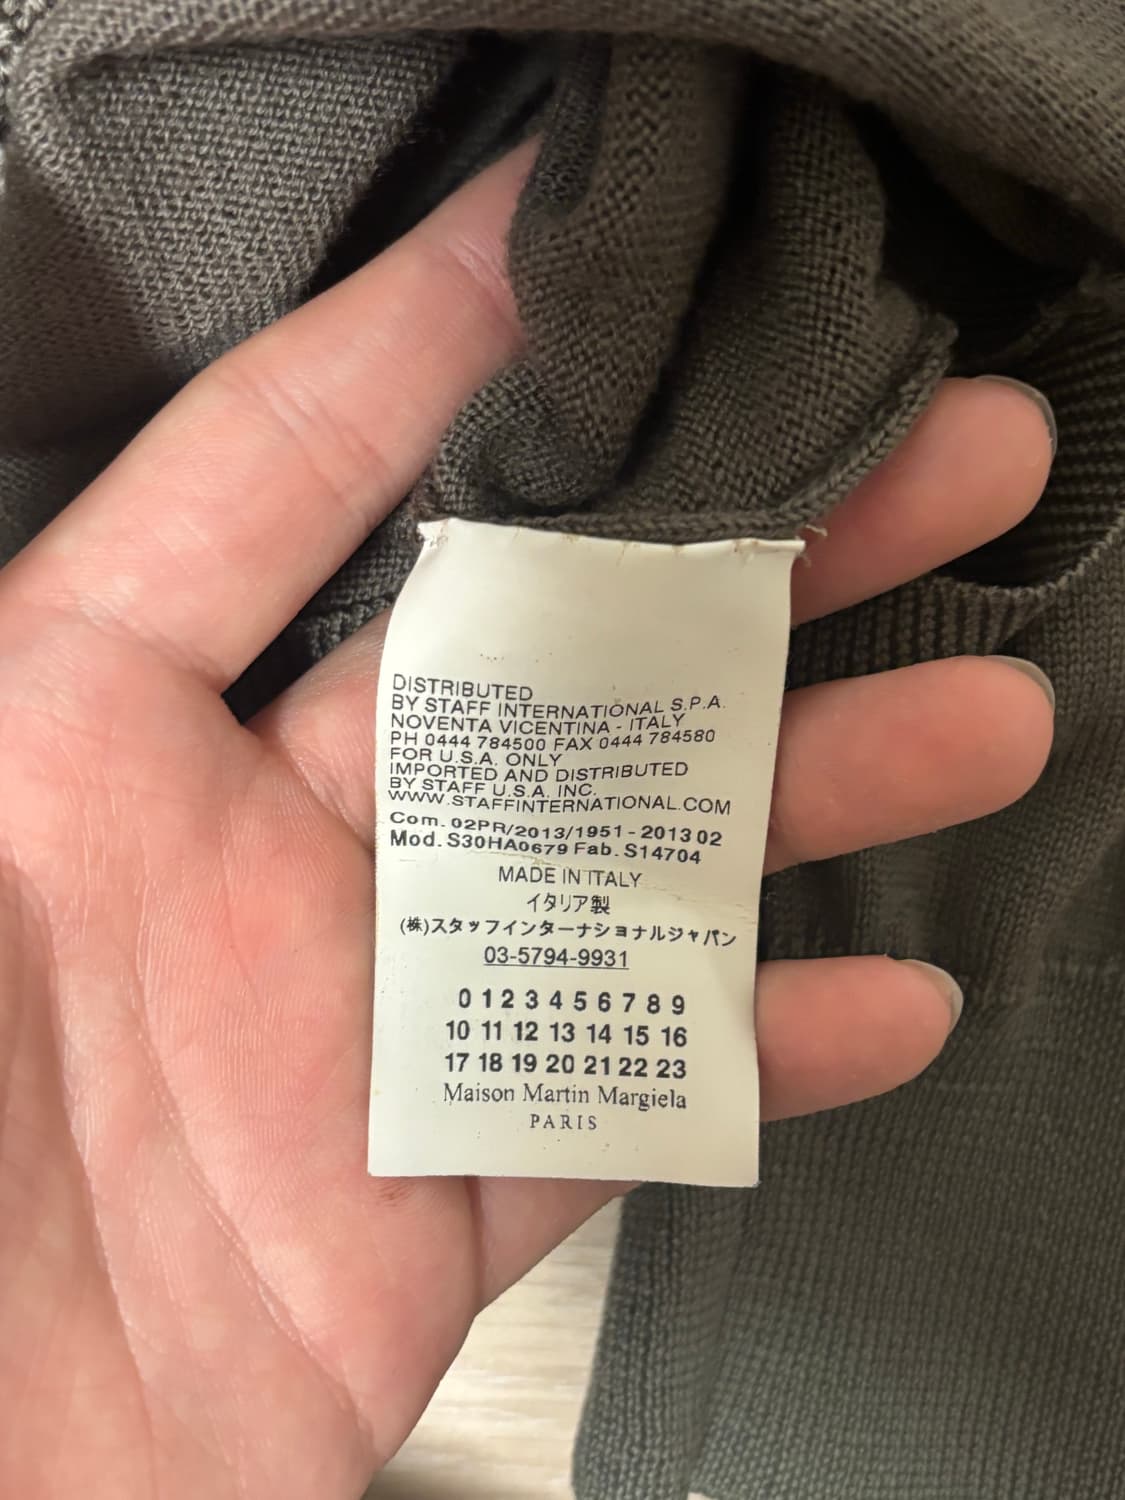 DISTRIBUTED
BY STAFF INTERNATIONAL S.P.A.
NOVENTA VICENTINA - ITALY
PH 0444 784500 FAX 0444 784580
FOR U.S.A. ONLY
IMPORTED AND DISTRIBUTED
BY STAFF U.S.A. INC.
WWW.STAFFINTERNATIONAL.COM
Com. 02PR/2013/1951 - 2013 02
Mod. S30HA0679 Fab. S14704
MADE IN ITALY
イタリア製
(株)スタッフインターナショナルジャパン
03-5794-9931
0 1 2 3 4 5 6 7 8 9
10 11 12 13 14 15 16
17 18 19 20 21 22 23
Maison Martin Margiela
PARIS